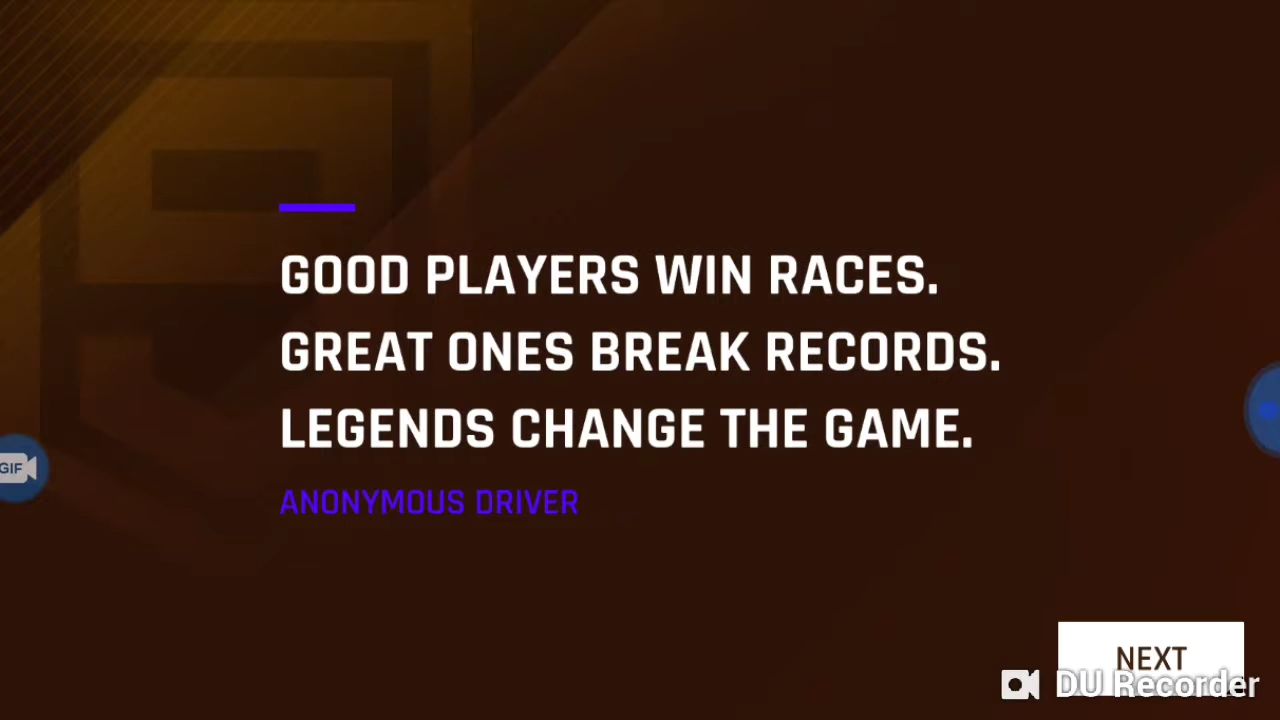 GOOD PLAYERS WIN RACES.
GREAT ONES BREAK RECORDS.
LEGENDS CHANGE THE GAME.
ANONYMOUS DRIVER
GIF
NEXT
DU Recorder